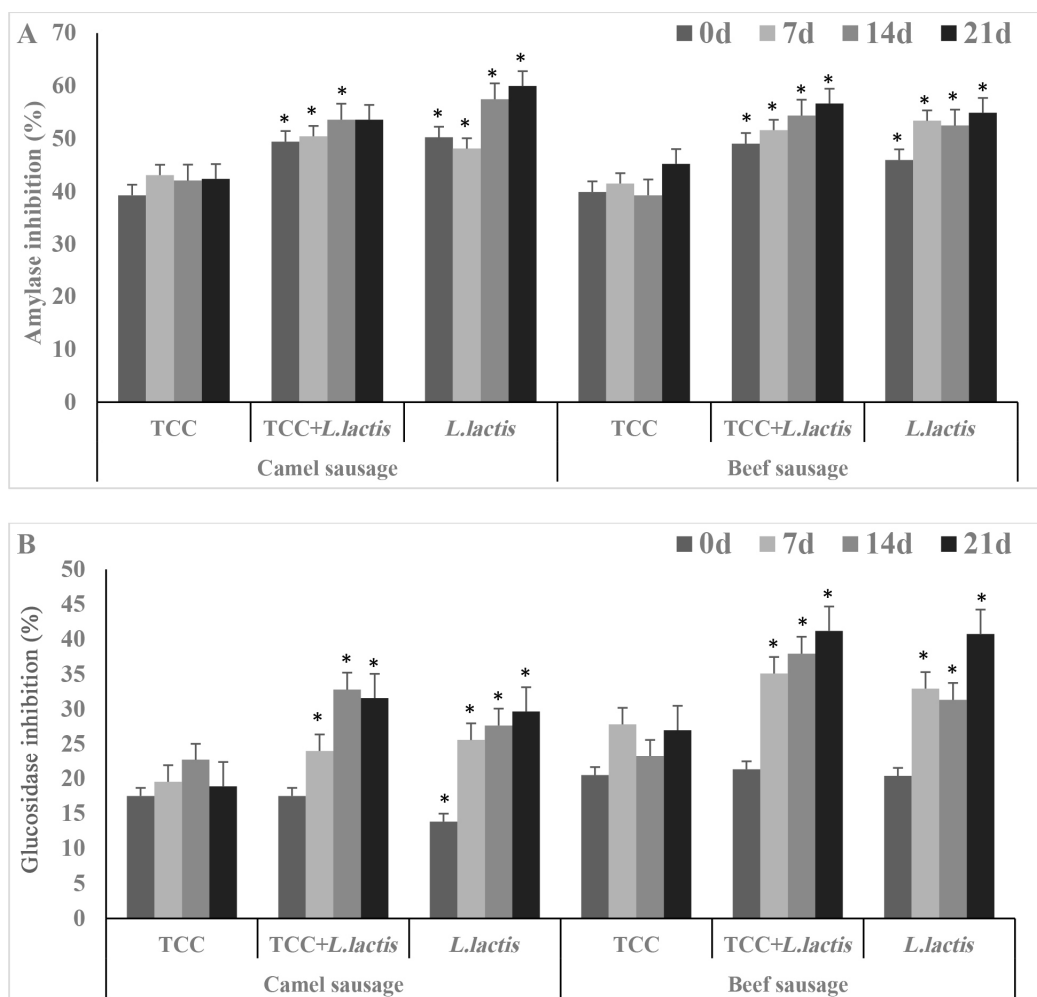 A
0d 7d 14d 21d
Amylase inhibition (%)
70
60
50
40
30
20
10
0
* * * * * * * * * * * * * * *
TCC TCC+L.lactis L.lactis TCC TCC+L.lactis L.lactis
Camel sausage Beef sausage
B
0d 7d 14d 21d
Glucosidase inhibition (%)
50
45
40
35
30
25
20
15
10
5
0
* * * * * * * * * * * * *
TCC TCC+L.lactis L.lactis TCC TCC+L.lactis L.lactis
Camel sausage Beef sausage